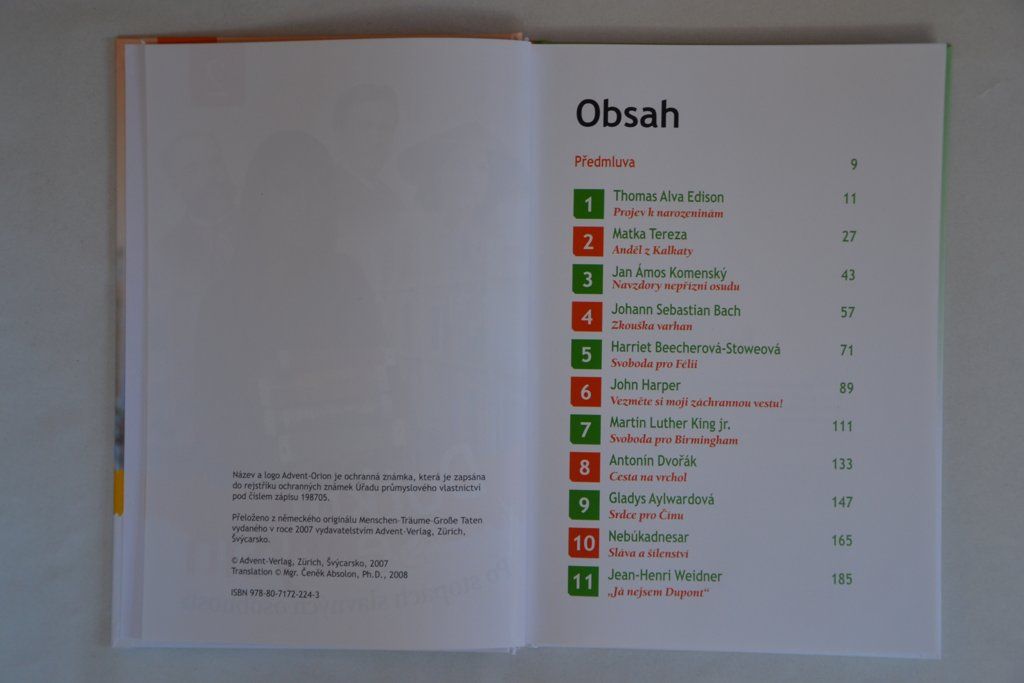 Název a logo Advent-Orion je ochranná známka, která je zapsána
do rejstříku ochranných známek Úřadu průmyslového vlastnictví
pod číslem zápisu 198705.
Přeloženo z německého originálu Menschen-Träume-Große Taten
vydaného v roce 2007 vydavatelstvím Advent-Verlag, Zürich,
Švýcarsko.
© Advent-Verlag, Zürich, Švýcarsko, 2007
Translation © Mgr. Čeněk Absolon, Ph.D., 2008
ISBN 978-80-7172-224-3
Obsah
Předmluva 9
1 Thomas Alva Edison 11
Projev k narozeninám
2 Matka Tereza 27
Anděl z Kalkaty
3 Jan Ámos Komenský 43
Navzdory nepřízni osudu
4 Johann Sebastian Bach 57
Zkouška varhan
5 Harriet Beecherová-Stoweová 71
Svoboda pro Félii
6 John Harper 89
Vezměte si moji záchrannou vestu!
7 Martin Luther King jr. 111
Svoboda pro Birmingham
8 Antonín Dvořák 133
Cesta na vrchol
9 Gladys Aylwardová 147
Srdce pro Čínu
10 Nebúkadnesar 165
Sláva a šílenství
11 Jean-Henri Weidner 185
„Já nejsem Dupont“